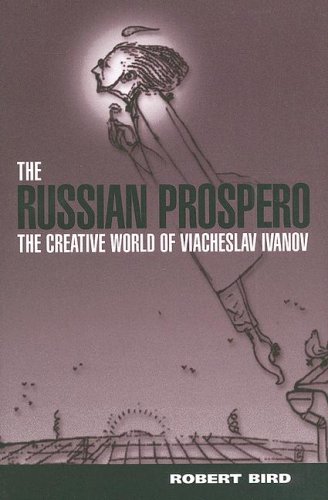 THE
RUSSIAN PROSPERO
THE CREATIVE WORLD OF VIACHESLAV IVANOV
ROBERT BIRD